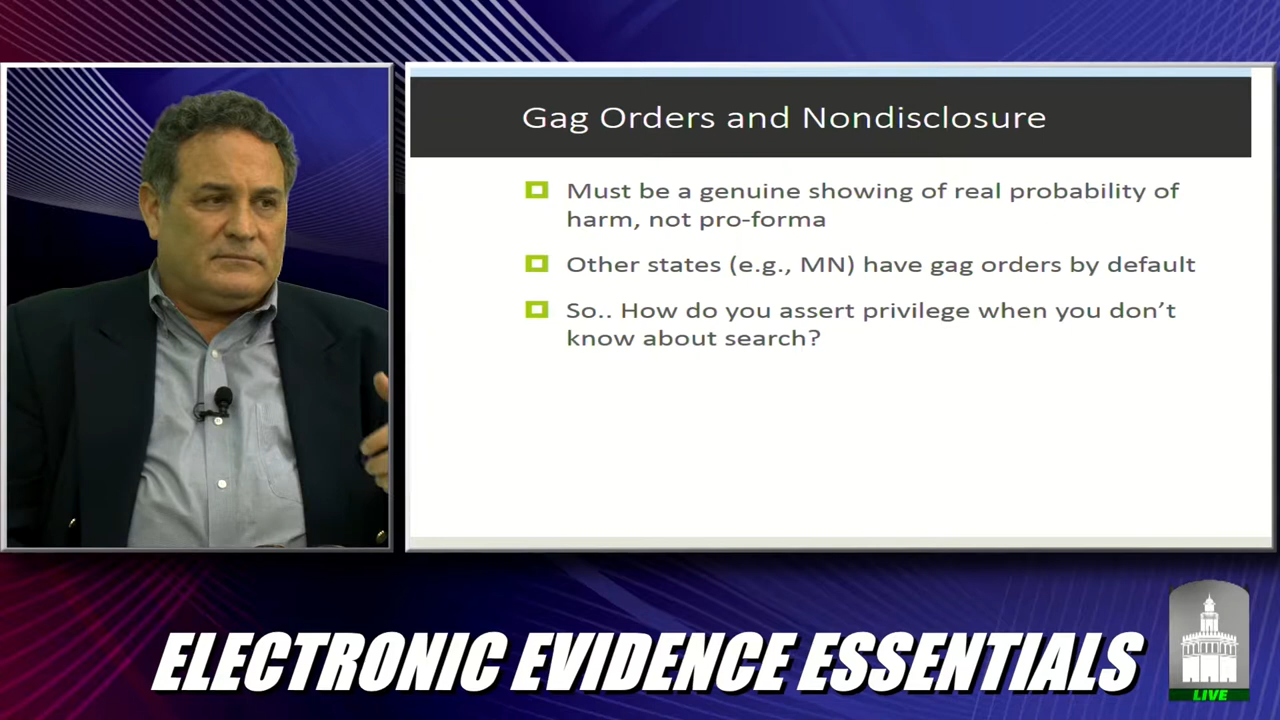 Gag Orders and Nondisclosure
Must be a genuine showing of real probability of
harm, not pro-forma
Other states (e.g., MN) have gag orders by default
So.. How do you assert privilege when you don’t
know about search?
ELECTRONIC EVIDENCE ESSENTIALS
LIVE